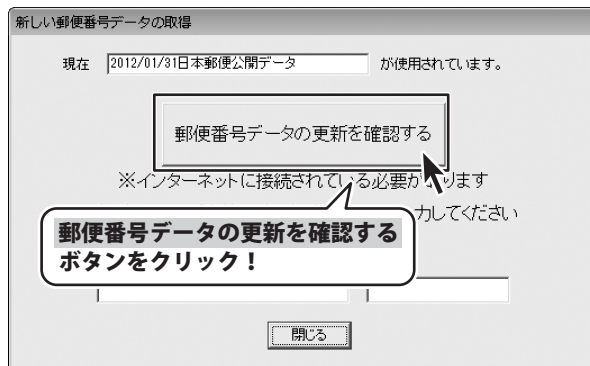 新しい郵便番号データの取得
現在 2012/01/31日本郵便公開データ が使用されています。
郵便番号データの更新を確認する
※インターネットに接続されている必要があります
力してください
郵便番号データの更新を確認する
ボタンをクリック！
閉じる